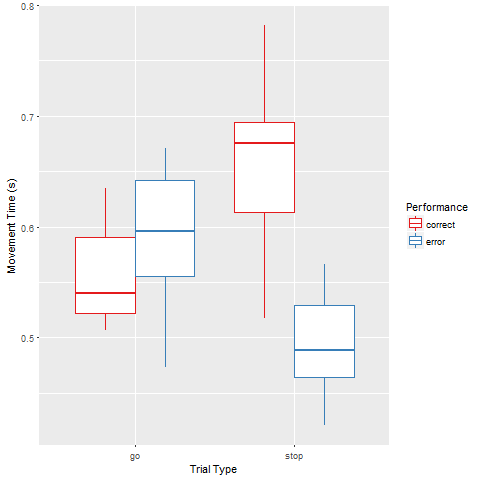 0.8
0.7
0.6
0.5
Movement Time (s)
go
stop
Trial Type
Performance
correct
error